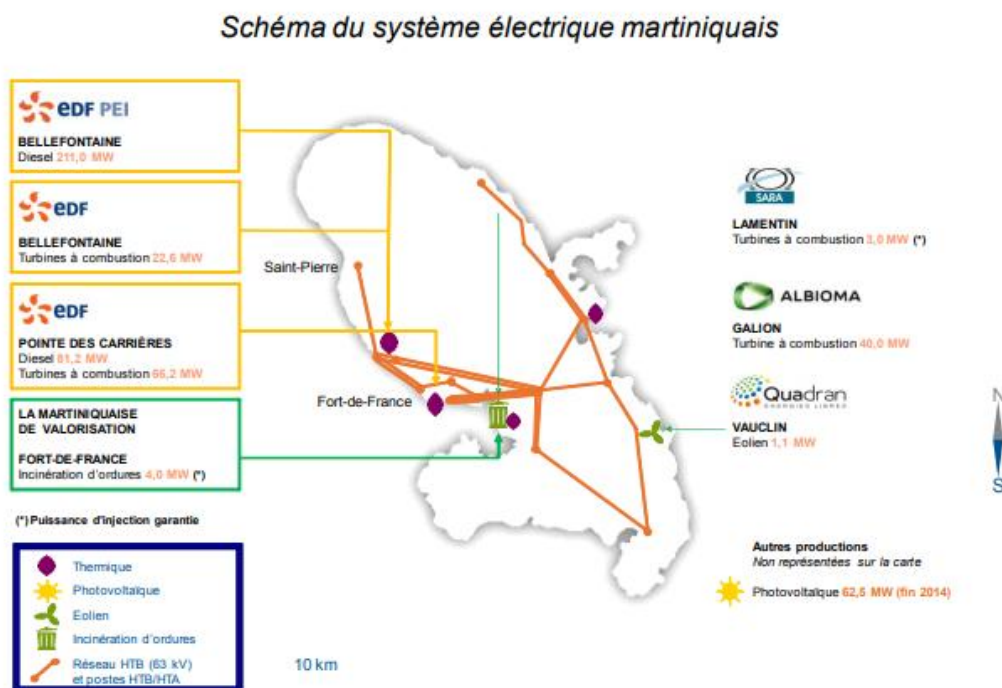 Schéma du système électrique martiniquais
eDF PEI
BELLEFONTAINE
Diesel 211,0 MW
eDF
BELLEFONTAINE
Turbines à combustion 22,6 MW
eDF
POINTE DES CARRIÈRES
Diesel 81,2 MW
Turbines à combustion 66,2 MW
LA MARTINIQUAISE
DE VALORISATION
FORT-DE-FRANCE
Incinération d'ordures 4,0 MW (*)
(*) Puissance d'injection garantie
Thermique
Photovoltaïque
Eolien
Incinération d'ordures
Réseau HTB (63 kV)
et postes HTB/HTA
10 km
Saint-Pierre
Fort-de-France
SARA
LAMENTIN
Turbines à combustion 3,0 MW (*)
ALBIOMA
GALION
Turbine à combustion 40,0 MW
Quadran
ENERGIES LIBRES
VAUCLIN
Eolien 1,1 MW
N
S
Autres productions
Non représentées sur la carte
Photovoltaïque 62,5 MW (fin 2014)